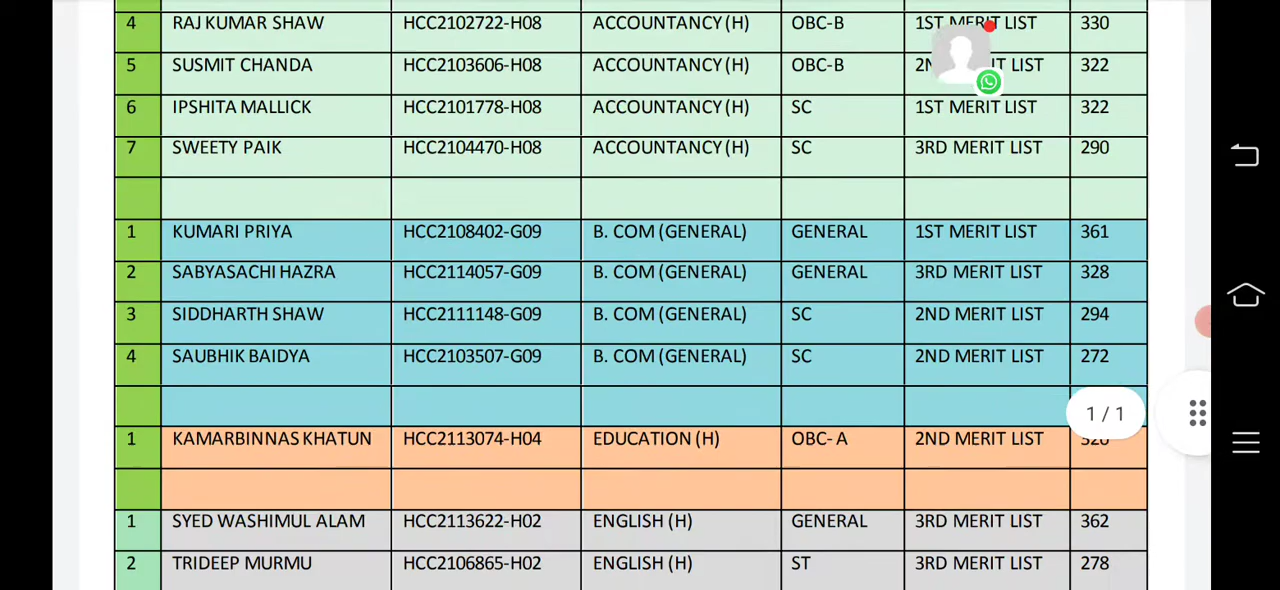 4 RAJ KUMAR SHAW HCC2102722-H08 ACCOUNTANCY (H) OBC-B 1ST MERIT LIST 330
5 SUSMIT CHANDA HCC2103606-H08 ACCOUNTANCY (H) OBC-B LIST 322
6 IPSHITA MALLICK HCC2101778-H08 ACCOUNTANCY (H) SC 1ST MERIT LIST 322
7 SWEETY PAIK HCC2104470-H08 ACCOUNTANCY (H) SC 3RD MERIT LIST 290
1 KUMARI PRIYA HCC2108402-G09 B. COM (GENERAL) GENERAL 1ST MERIT LIST 361
2 SABYASACHI HAZRA HCC2114057-G09 B. COM (GENERAL) GENERAL 3RD MERIT LIST 328
3 SIDDHARTH SHAW HCC2111148-G09 B. COM (GENERAL) SC 2ND MERIT LIST 294
4 SAUBHIK BAIDYA HCC2103507-G09 B. COM (GENERAL) SC 2ND MERIT LIST 272
1 / 1
1 KAMARBINNAS KHATUN HCC2113074-H04 EDUCATION (H) OBC- A 2ND MERIT LIST
1 SYED WASHIMUL ALAM HCC2113622-H02 ENGLISH (H) GENERAL 3RD MERIT LIST 362
2 TRIDEEP MURMU HCC2106865-H02 ENGLISH (H) ST 3RD MERIT LIST 278